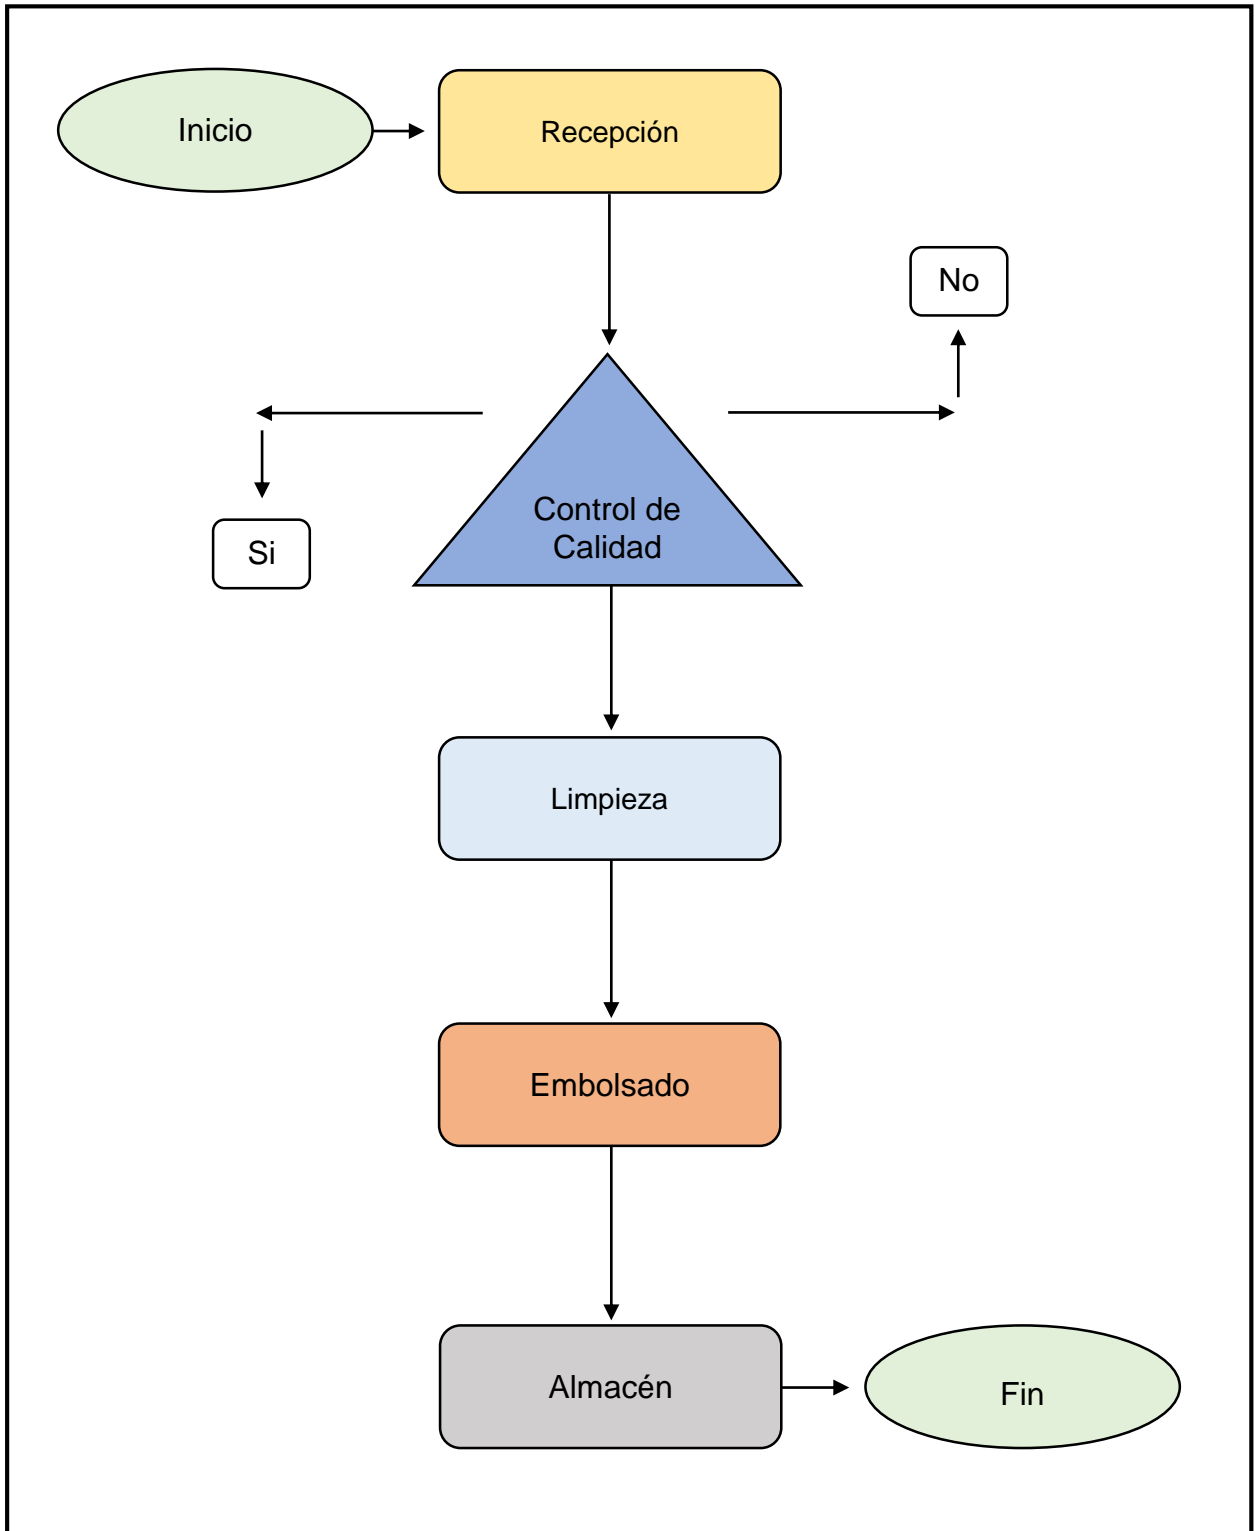 Inicio
Recepción
No
Si
Control de
Calidad
Limpieza
Embolsado
Almacén
Fin